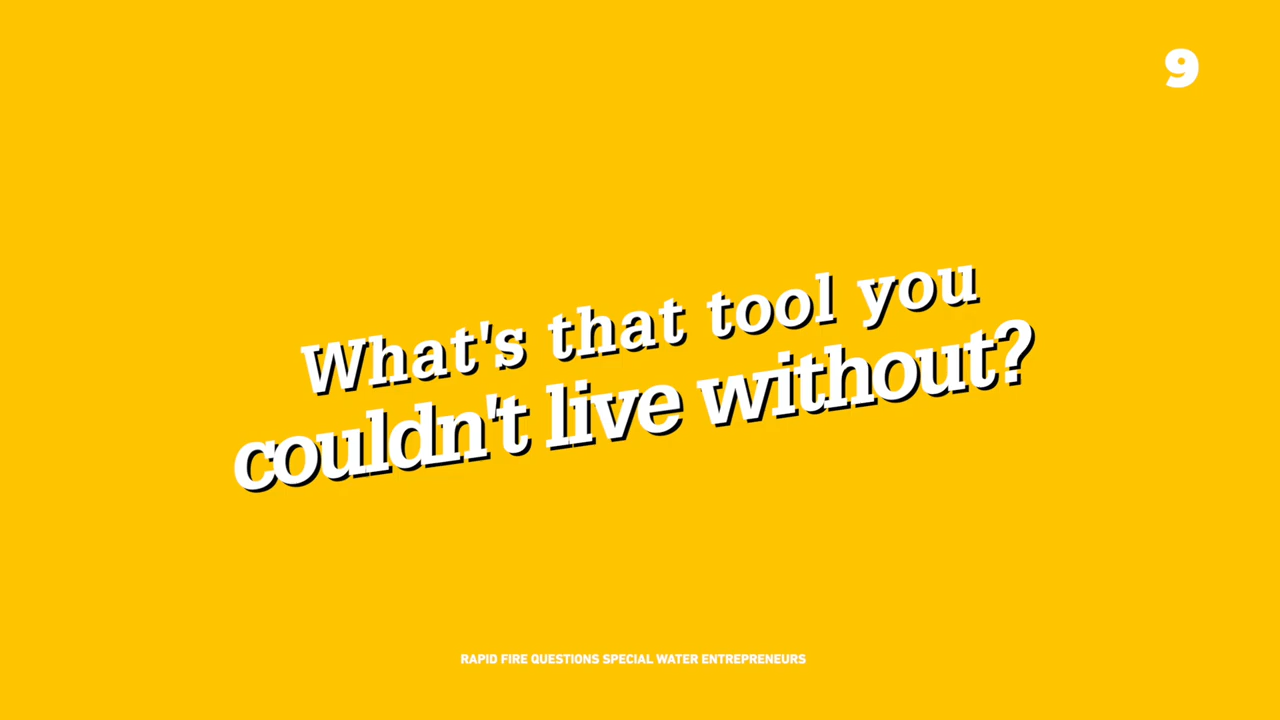 9
What's that tool you
couldn't live without?
RAPID FIRE QUESTIONS SPECIAL WATER ENTREPRENEURS